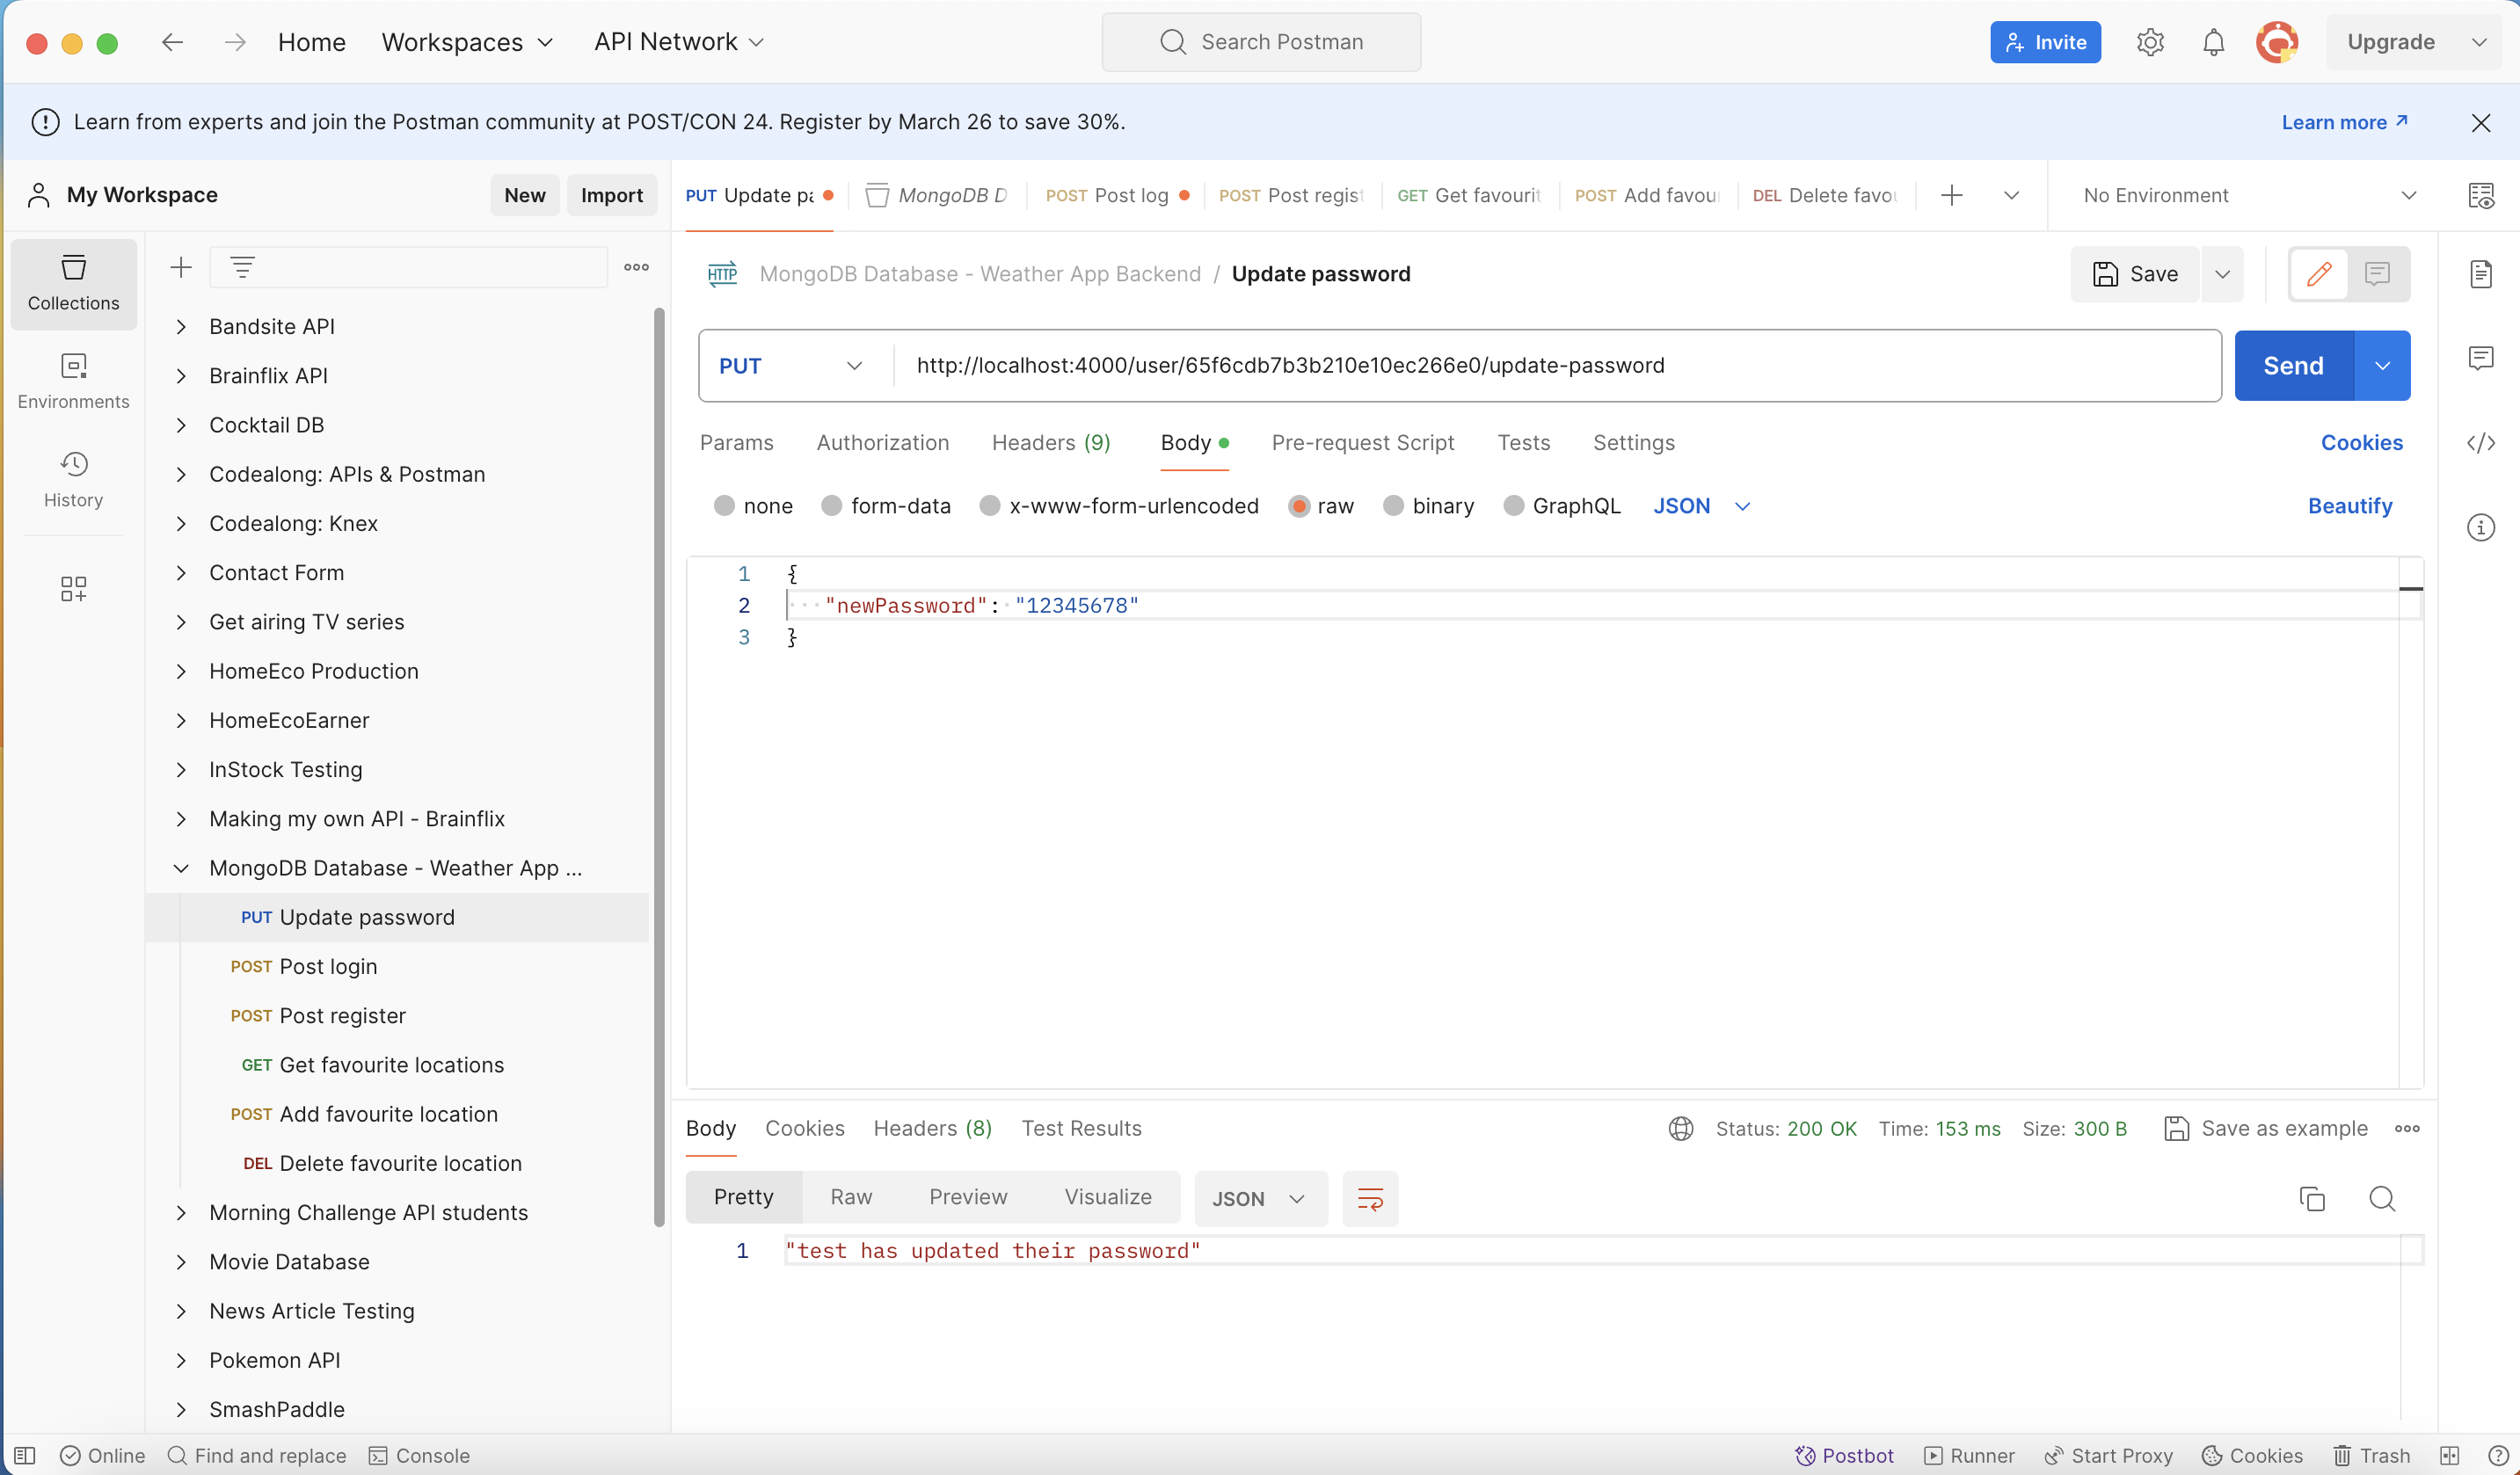 Home Workspaces API Network Search Postman Invite Upgrade
Learn from experts and join the Postman community at POST/CON 24. Register by March 26 to save 30%. Learn more
My Workspace New Import
PUT Update pa MongoDB D POST Post log POST Post regist GET Get favourit POST Add favou DEL Delete favou No Environment
Collections
Environments
History
Bandsite API
Brainflix API
Cocktail DB
Codealong: APIs & Postman
Codealong: Knex
Contact Form
Get airing TV series
HomeEco Production
HomeEcoEarner
InStock Testing
Making my own API - Brainflix
MongoDB Database - Weather App ...
PUT Update password
POST Post login
POST Post register
GET Get favourite locations
POST Add favourite location
DEL Delete favourite location
Morning Challenge API students
Movie Database
News Article Testing
Pokemon API
SmashPaddle
HTTP MongoDB Database - Weather App Backend / Update password Save
PUT http://localhost:4000/user/65f6cdb7b3b210e10ec266e0/update-password Send
Params Authorization Headers (9) Body Pre-request Script Tests Settings Cookies
none form-data x-www-form-urlencoded raw binary GraphQL JSON Beautify
1 {
2 "newPassword": "12345678"
3 }
Body Cookies Headers (8) Test Results Status: 200 OK Time: 153 ms Size: 300 B Save as example
Pretty Raw Preview Visualize JSON
1 "test has updated their password"
Online Find and replace Console Postbot Runner Start Proxy Cookies Trash